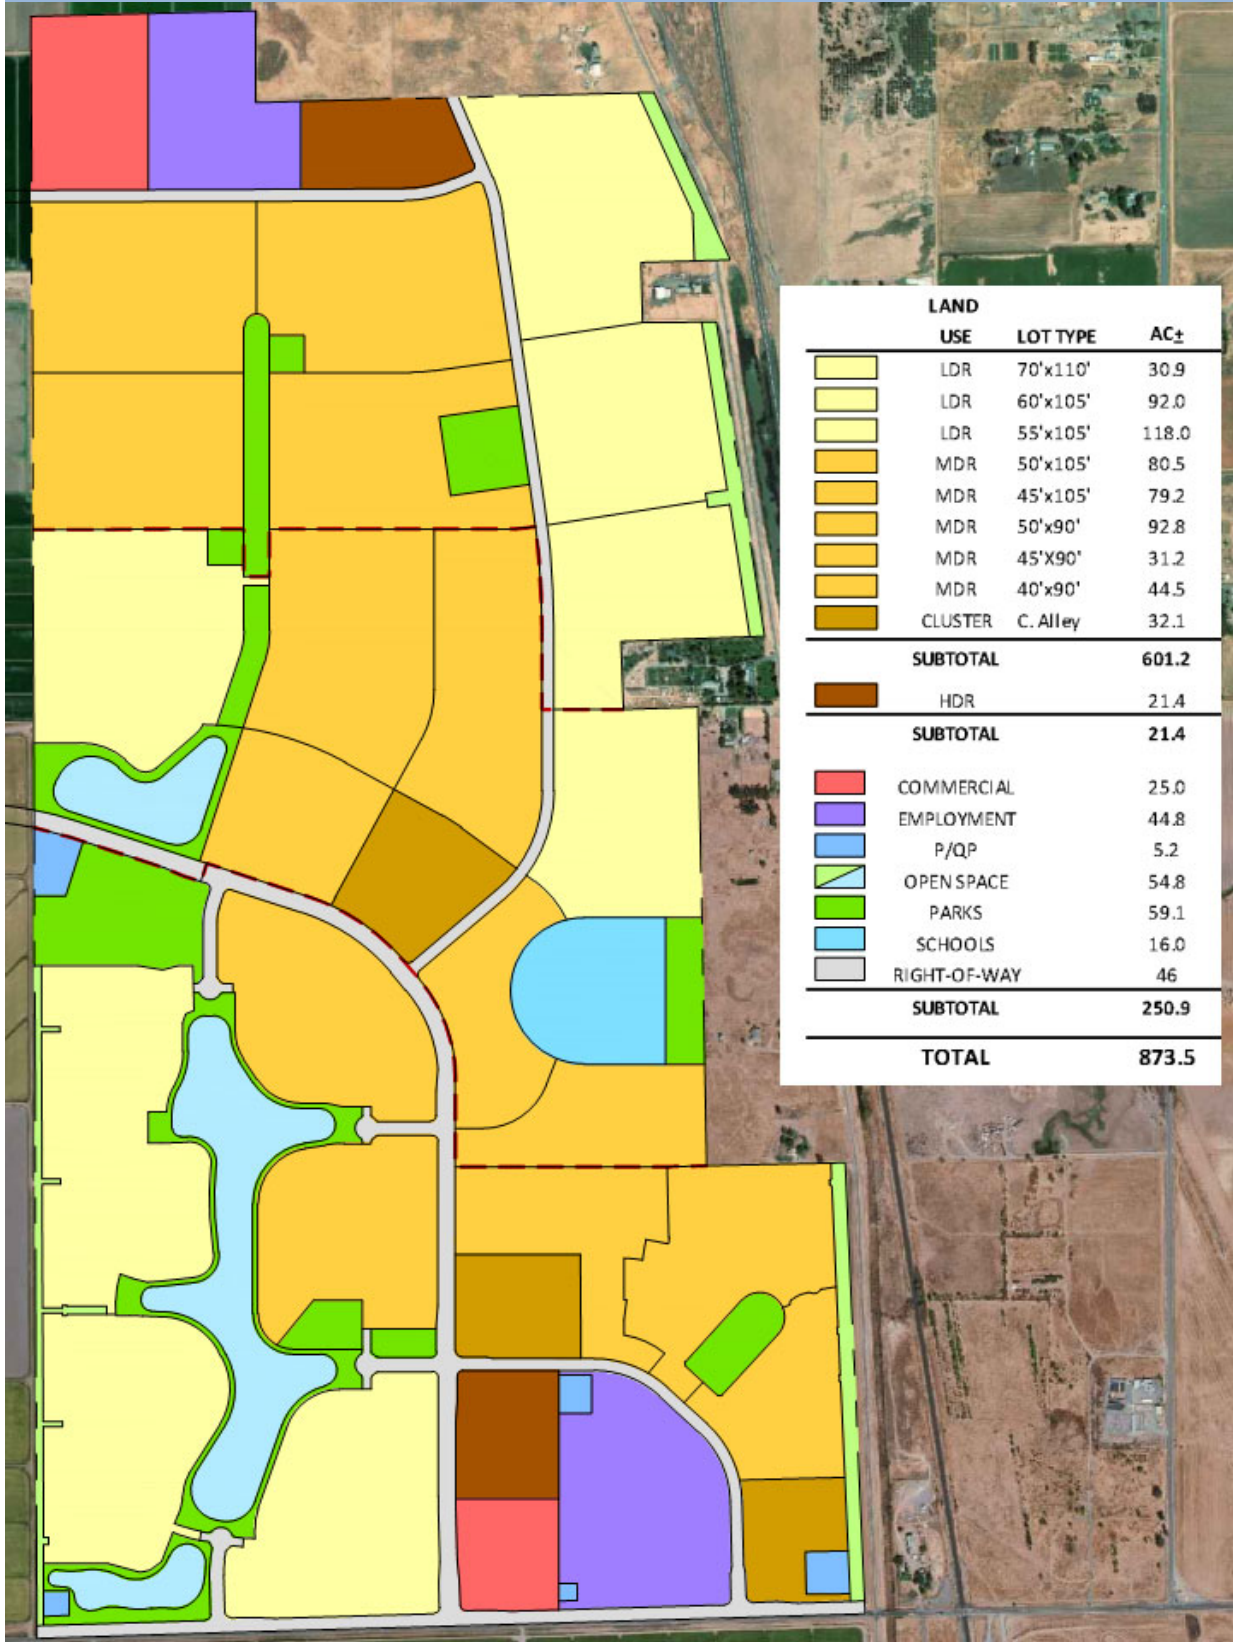 LAND
USE LOT TYPE AC±
LDR 70'x110' 30.9
LDR 60'x105' 92.0
LDR 55'x105' 118.0
MDR 50'x105' 80.5
MDR 45'x105' 79.2
MDR 50'x90' 92.8
MDR 45'X90' 31.2
MDR 40'x90' 44.5
CLUSTER C. Alley 32.1
SUBTOTAL 601.2
HDR 21.4
SUBTOTAL 21.4
COMMERCIAL 25.0
EMPLOYMENT 44.8
P/QP 5.2
OPEN SPACE 54.8
PARKS 59.1
SCHOOLS 16.0
RIGHT-OF-WAY 46
SUBTOTAL 250.9
TOTAL 873.5